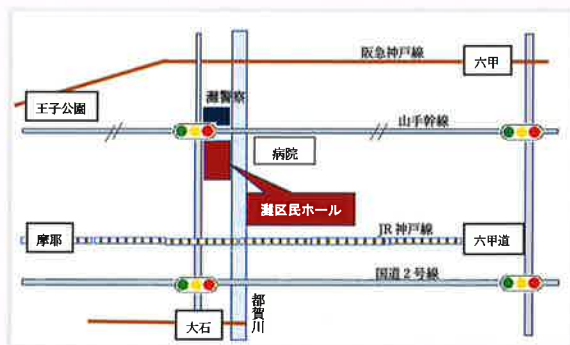 阪急神戸線
六甲
王子公園
灘警察
山手幹線
病院
灘区民ホール
JR神戸線
摩耶
六甲道
国道2号線
都賀川
大石